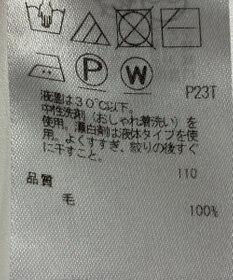 P
W
P23T
液温は30℃以下。
中性洗剤(おしゃれ着洗い)を
使用。漂白剤は液体タイプを使
用。よくすすぎ、絞りの後すぐ
に干すこと。
110
品質
毛 100%